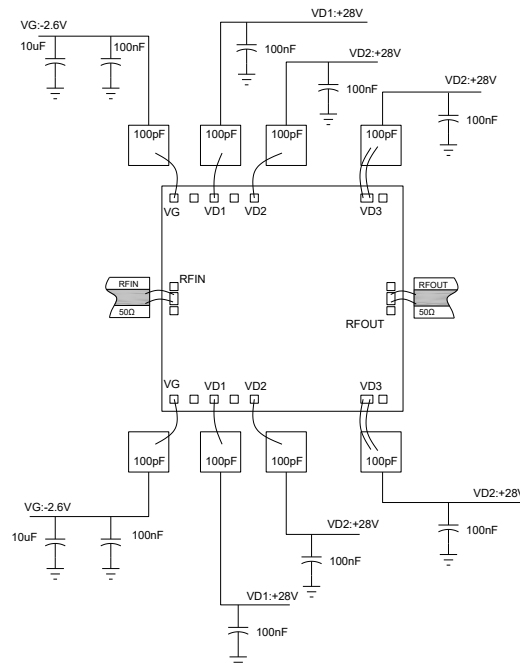 VD1:+28V
VG:-2.6V
10uF
100nF
100nF
VD2:+28V
100nF
VD2:+28V
100nF
100pF
100pF
100pF
100pF
VG
VD1
VD2
VD3
RFIN
50Ω
RFIN
RFOUT
50Ω
RFOUT
VG
VD1
VD2
VD3
100pF
100pF
100pF
100pF
VG:-2.6V
10uF
100nF
VD2:+28V
100nF
VD2:+28V
100nF
VD1:+28V
100nF